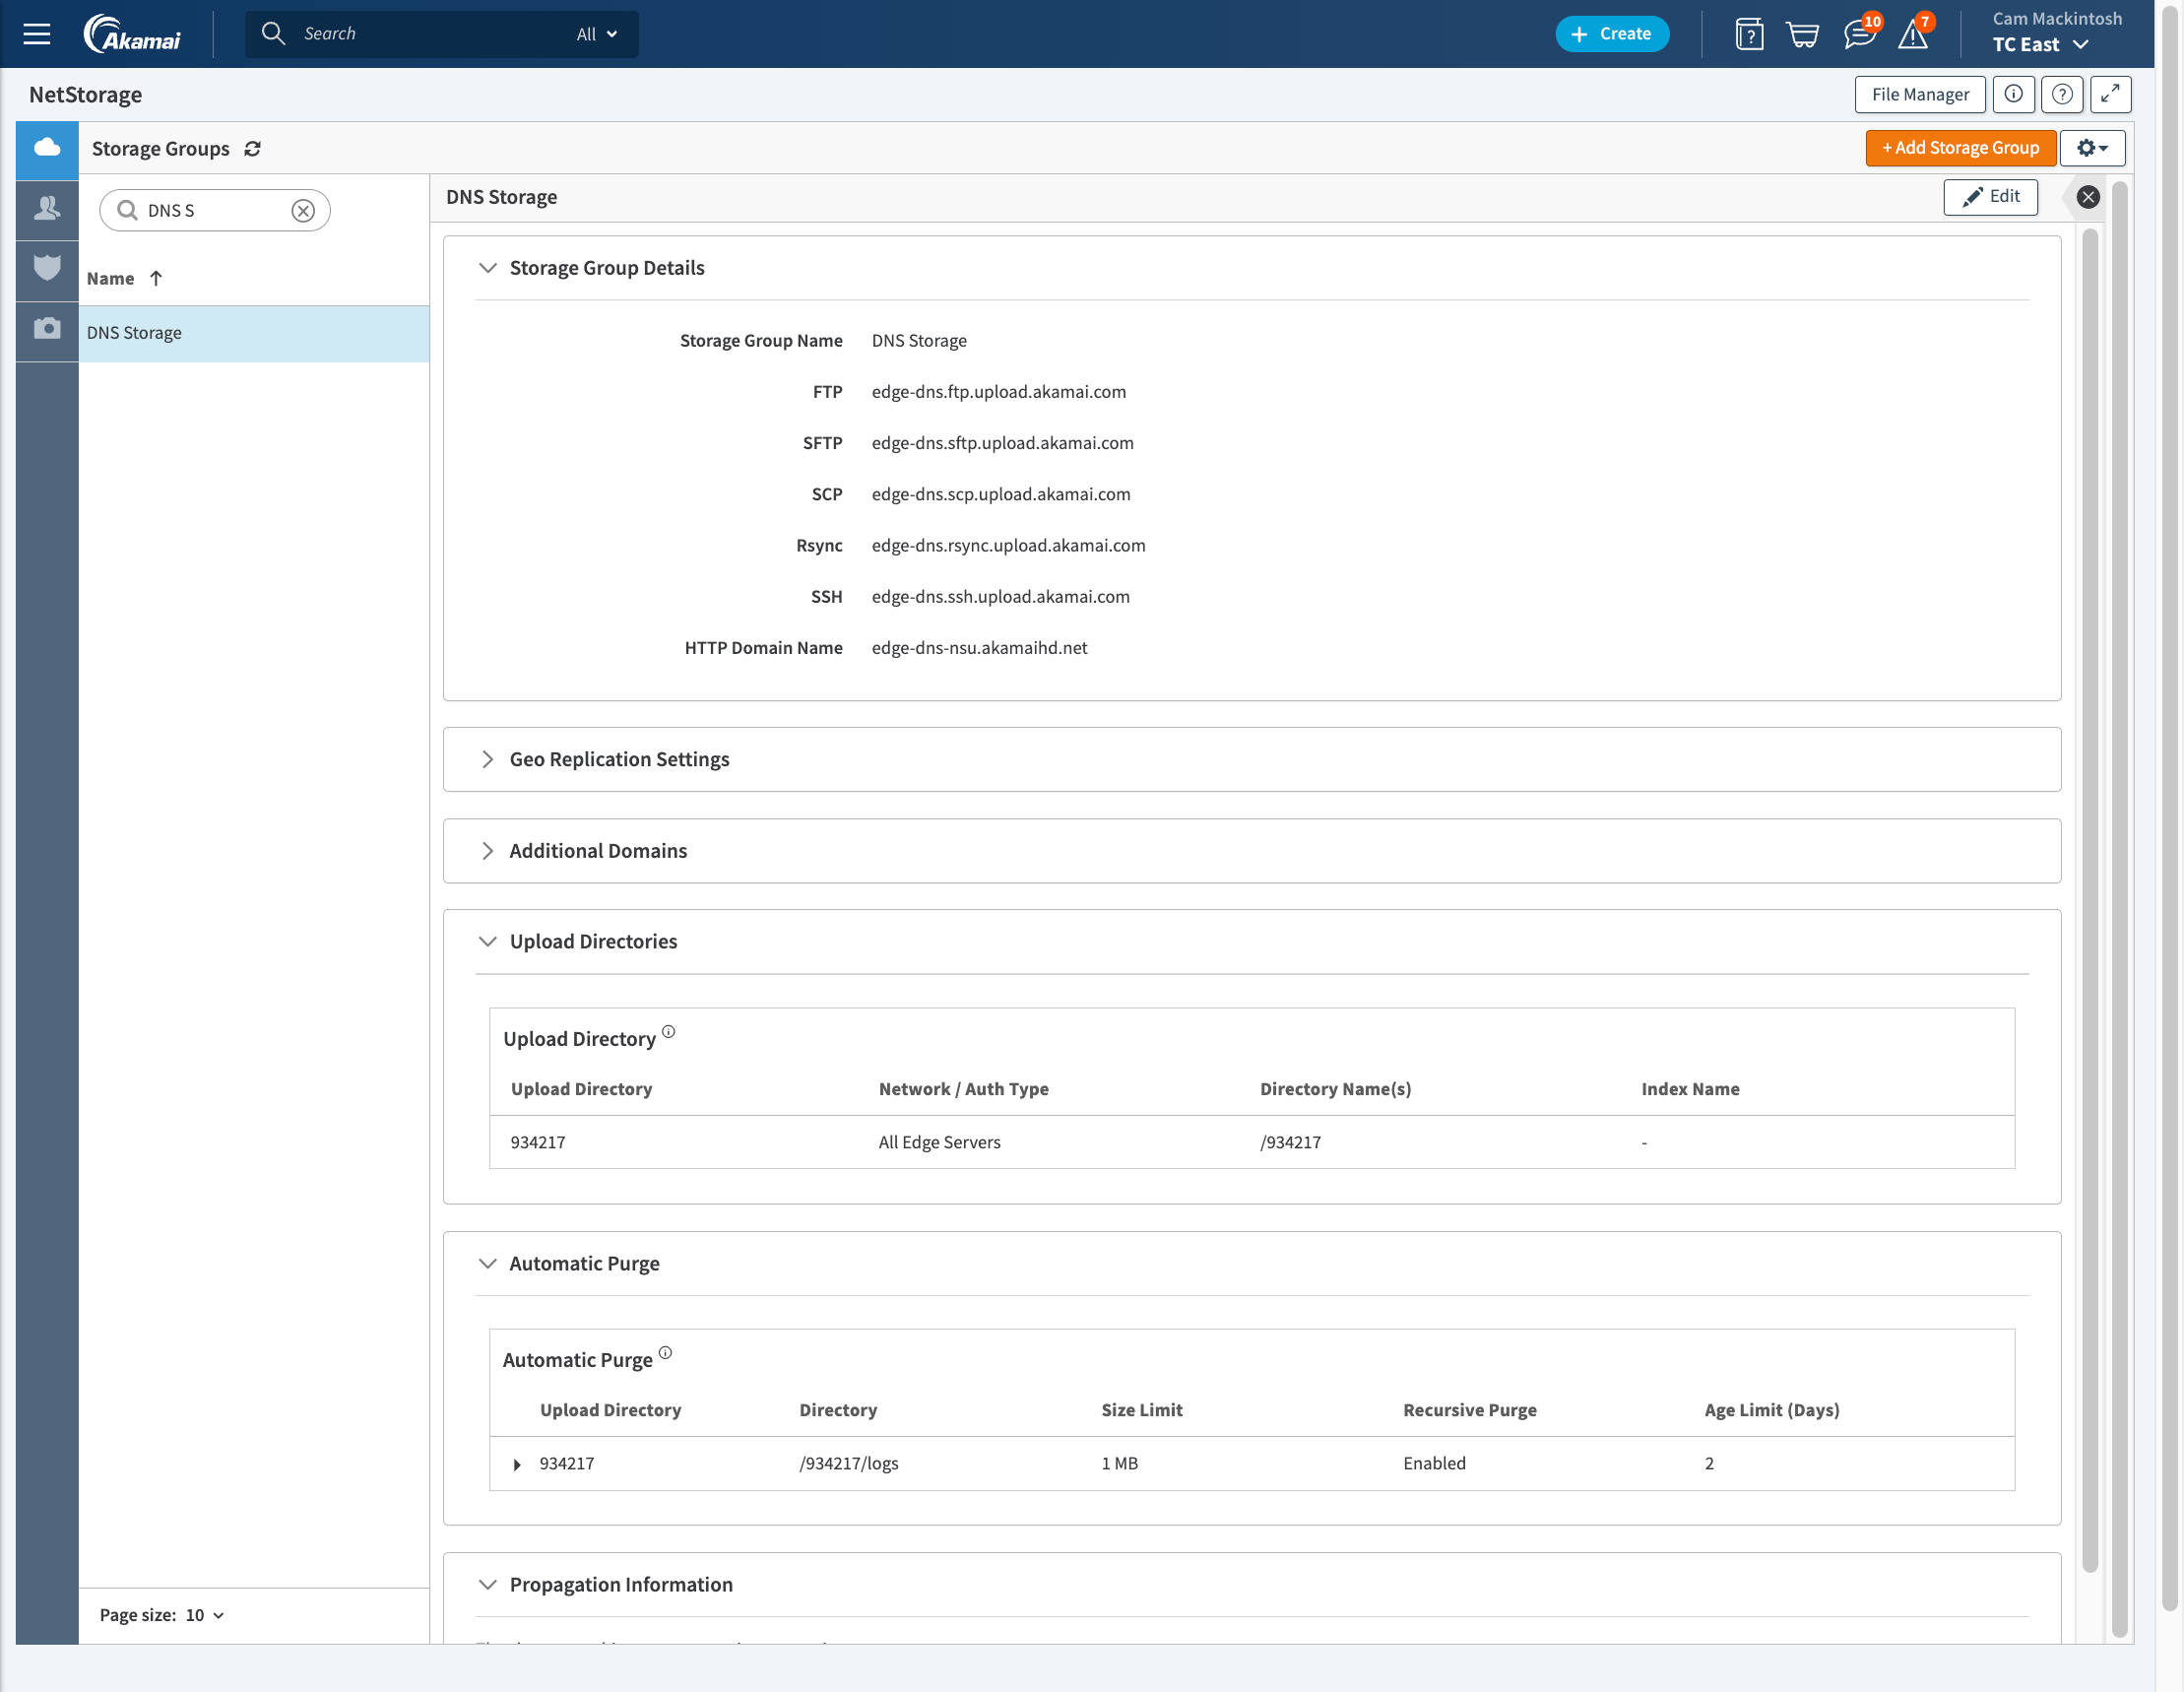 Akamai
Search
All
Create
10
7
Cam Mackintosh
TC East
NetStorage
File Manager
Storage Groups
+ Add Storage Group
DNS S
DNS Storage
Edit
Name
DNS Storage
Storage Group Details
Storage Group Name DNS Storage
FTP edge-dns.ftp.upload.akamai.com
SFTP edge-dns.sftp.upload.akamai.com
SCP edge-dns.scp.upload.akamai.com
Rsync edge-dns.rsync.upload.akamai.com
SSH edge-dns.ssh.upload.akamai.com
HTTP Domain Name edge-dns-nsu.akamaihd.net
Geo Replication Settings
Additional Domains
Upload Directories
Upload Directory
Upload Directory Network / Auth Type Directory Name(s) Index Name
934217 All Edge Servers /934217 -
Automatic Purge
Automatic Purge
Upload Directory Directory Size Limit Recursive Purge Age Limit (Days)
934217 /934217/logs 1 MB Enabled 2
Propagation Information
Page size: 10